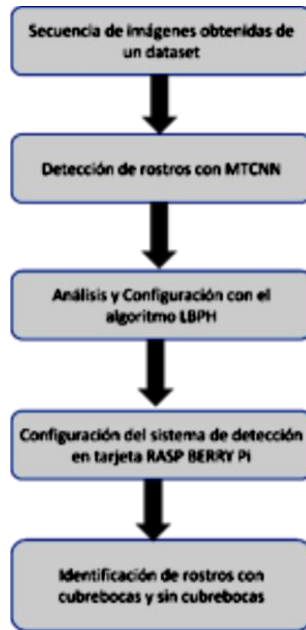 Secuencia de imágenes obtenidas de
un dataset
Detección de rostros con MTCNN
Análisis y Configuración con el
algoritmo LBPH
Configuración del sistema de detección
en tarjeta RASP BERRY Pi
Identificación de rostros con
cubrebocas y sin cubrebocas